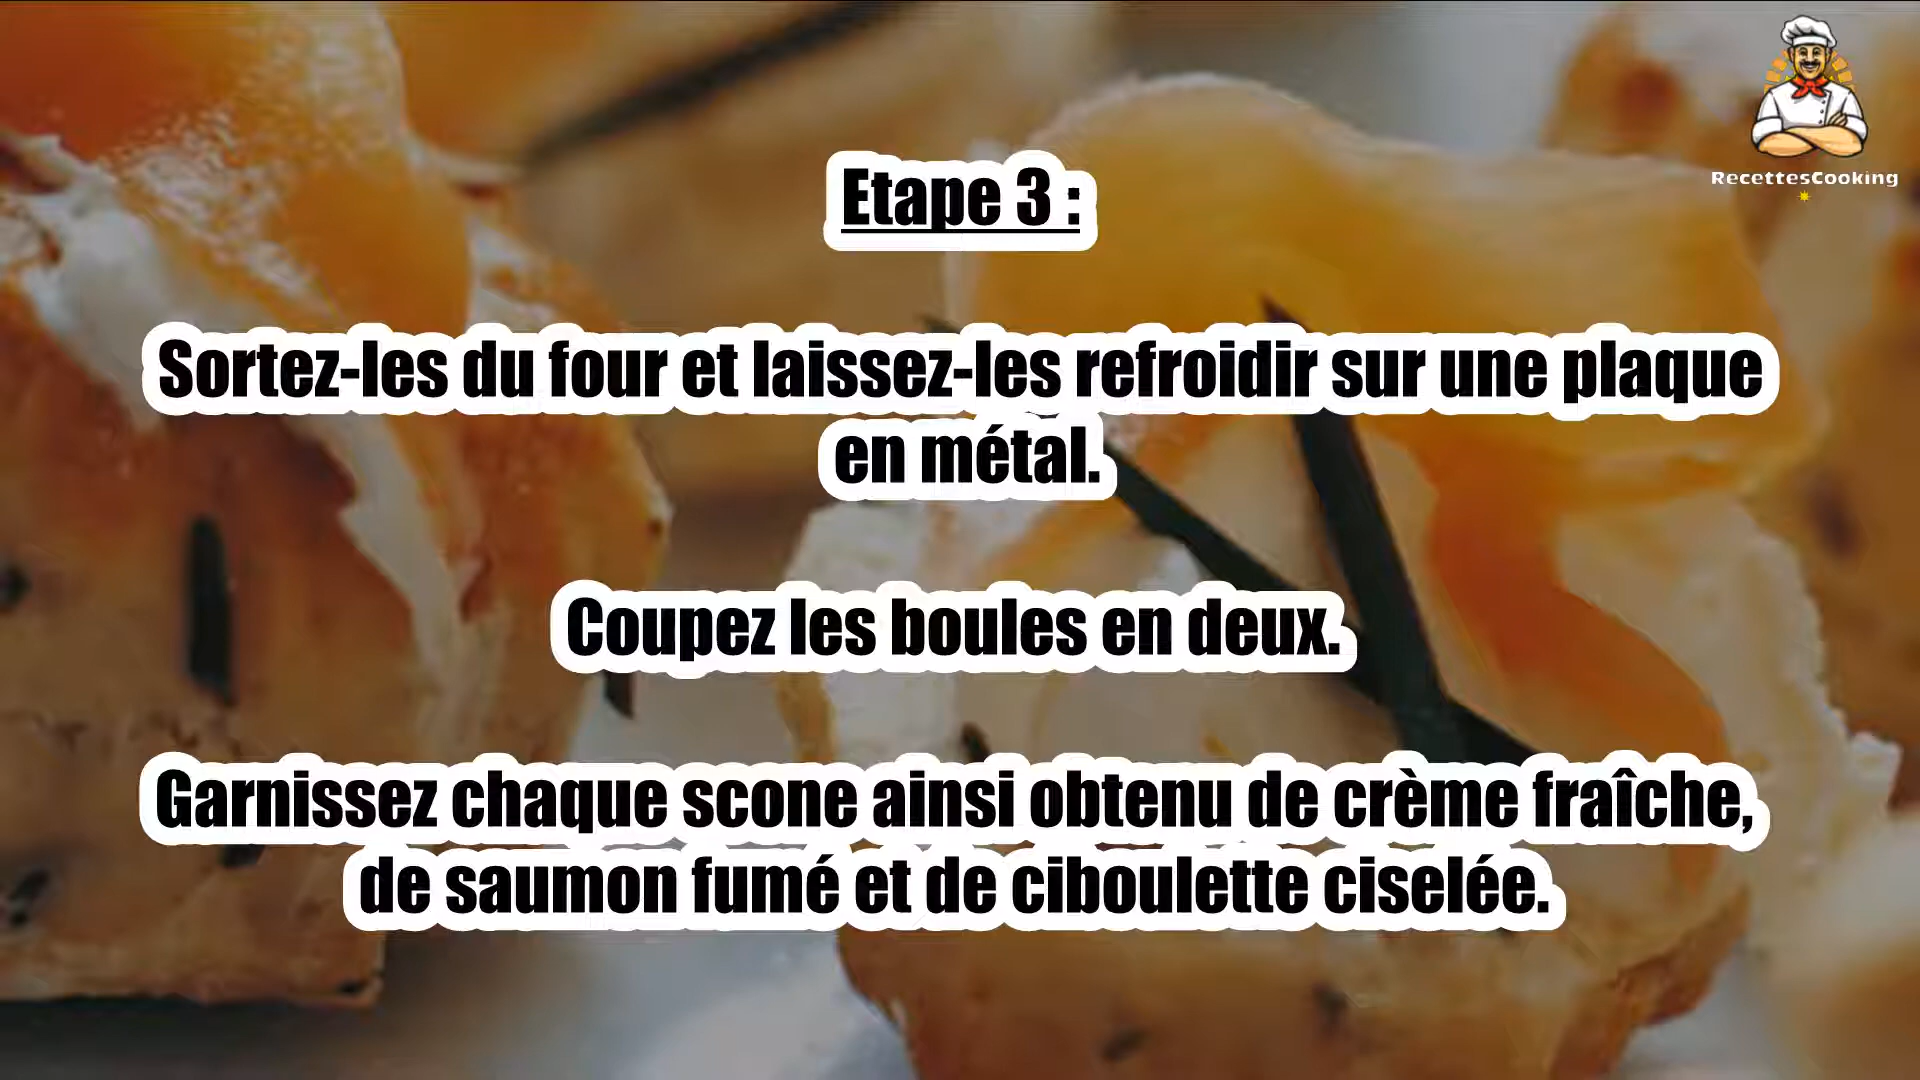 RecettesCooking
Etape 3 :
Sortez-les du four et laissez-les refroidir sur une plaque
en métal.
Coupez les boules en deux.
Garnissez chaque scone ainsi obtenu de crème fraîche,
de saumon fumé et de ciboulette ciselée.